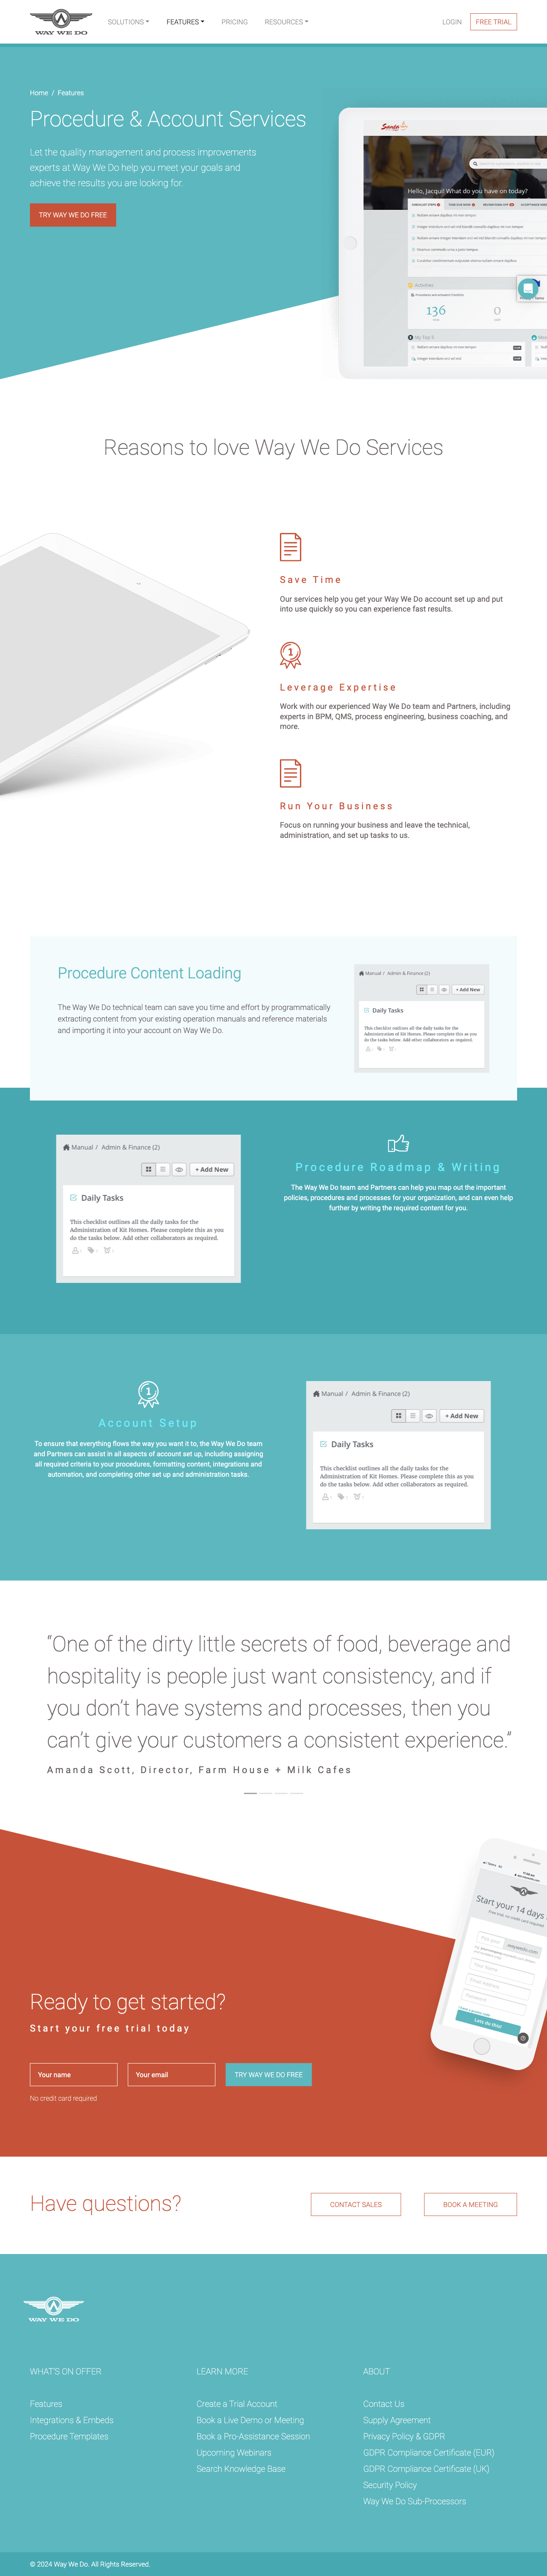 WAY WE DO
SOLUTIONS
FEATURES
PRICING
RESOURCES
LOGIN
FREE TRIAL
Home / Features
Procedure & Account Services
Let the quality management and process improvements
experts at Way We Do help you meet your goals and
achieve the results you are looking for.
TRY WAY WE DO FREE
Hello, Jacqui! What do you have on today?
Activities
136
0
My Top 5
Reasons to love Way We Do Services
Save Time
Our services help you get your Way We Do account set up and put
into use quickly so you can experience fast results.
1
Leverage Expertise
Work with our experienced Way We Do team and Partners, including
experts in BPM, QMS, process engineering, business coaching, and
more.
Run Your Business
Focus on running your business and leave the technical,
administration, and set up tasks to us.
Procedure Content Loading
The Way We Do technical team can save you time and effort by programmatically
extracting content from your existing operation manuals and reference materials
and importing it into your account on Way We Do.
Manual / Admin & Finance (2)
+ Add New
Daily Tasks
This checklist outlines all the daily tasks for the
Administration of Kit Homes. Please complete this as you
do the tasks below. Add other collaborators as required.
Manual / Admin & Finance (2)
+ Add New
Daily Tasks
This checklist outlines all the daily tasks for the
Administration of Kit Homes. Please complete this as you
do the tasks below. Add other collaborators as required.
Procedure Roadmap & Writing
The Way We Do team and Partners can help you map out the important
policies, procedures and processes for your organization, and can even help
further by writing the required content for you.
1
Account Setup
To ensure that everything flows the way you want it to, the Way We Do team
and Partners can assist in all aspects of account set up, including assigning
all required criteria to your procedures, formatting content, integrations and
automation, and completing other set up and administration tasks.
Manual / Admin & Finance (2)
+ Add New
Daily Tasks
This checklist outlines all the daily tasks for the
Administration of Kit Homes. Please complete this as you
do the tasks below. Add other collaborators as required.
“One of the dirty little secrets of food, beverage and
hospitality is people just want consistency, and if
you don’t have systems and processes, then you
can’t give your customers a consistent experience.”
Amanda Scott, Director, Farm House + Milk Cafes
Start your 14 days
Free trial, no credit card required
.waywedo.com
Your Name
Email Address
Password
Lets do this!
Ready to get started?
Start your free trial today
Your name
Your email
TRY WAY WE DO FREE
No credit card required
Have questions?
CONTACT SALES
BOOK A MEETING
WAY WE DO
WHAT'S ON OFFER
Features
Integrations & Embeds
Procedure Templates
LEARN MORE
Create a Trial Account
Book a Live Demo or Meeting
Book a Pro-Assistance Session
Upcoming Webinars
Search Knowledge Base
ABOUT
Contact Us
Supply Agreement
Privacy Policy & GDPR
GDPR Compliance Certificate (EUR)
GDPR Compliance Certificate (UK)
Security Policy
Way We Do Sub-Processors
© 2024 Way We Do. All Rights Reserved.